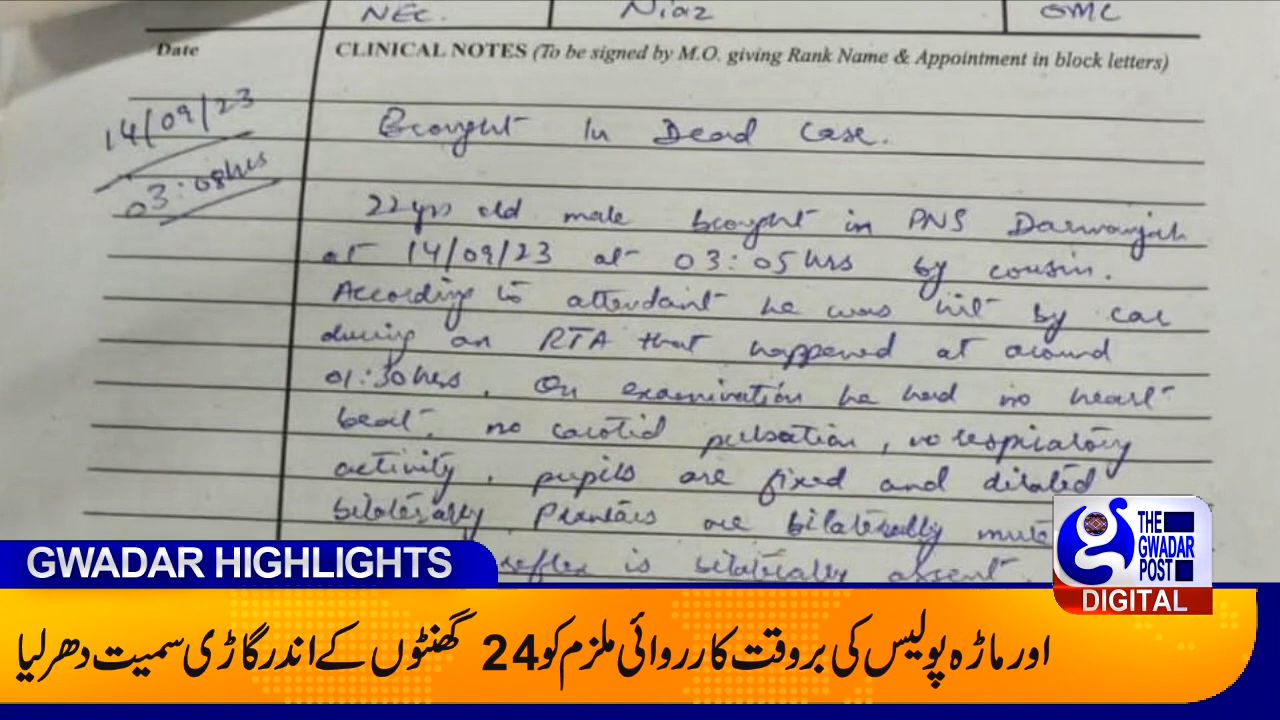 NEC. Niaz GMC
Date CLINICAL NOTES (To be signed by M.O. giving Rank Name & Appointment in block letters)
14/09/23
03:08hrs
Brought In Dead Case.
22yrs old male brought in PNS Darmanjah
at 14/09/23 at 03:05hrs by cousin.
According to attendant he was hit by car
during an RTA that happened at around
01:30hrs. On examination he had no heart
beat, no carotid pulsation, no respiratory
activity, pupils are fixed and dilated
bilaterally Plantars are bilaterally mute
reflex is bilaterally absent.
THE
GWADAR
POST
DIGITAL
GWADAR HIGHLIGHTS
اورماڑہ پولیس کی بروقت کارروائی ملزم کو 24 گھنٹوں کے اندر گاڑی سمیت دھر لیا